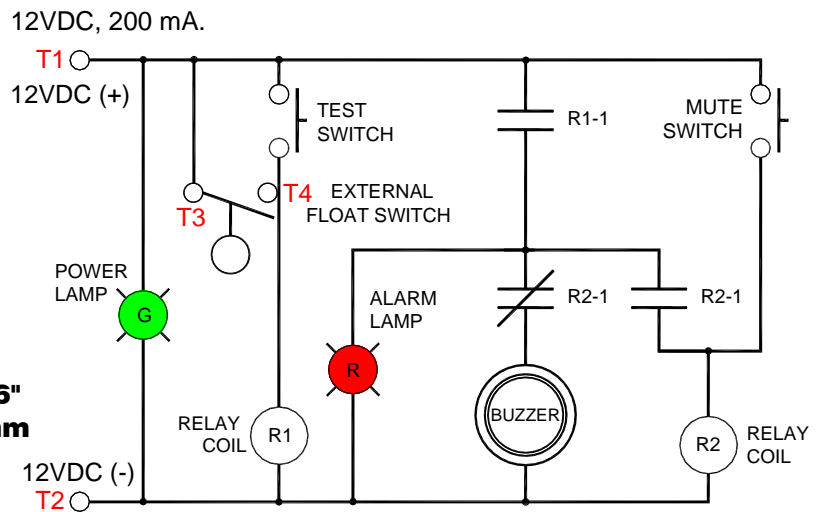 12VDC, 200 mA.
T1
12VDC (+)
TEST
SWITCH
R1-1
MUTE
SWITCH
T3
T4
EXTERNAL
FLOAT SWITCH
POWER
LAMP
G
ALARM
LAMP
R
R2-1
R2-1
6"
BUZZER
RELAY
COIL
R1
R2
RELAY
COIL
12VDC (-)
T2